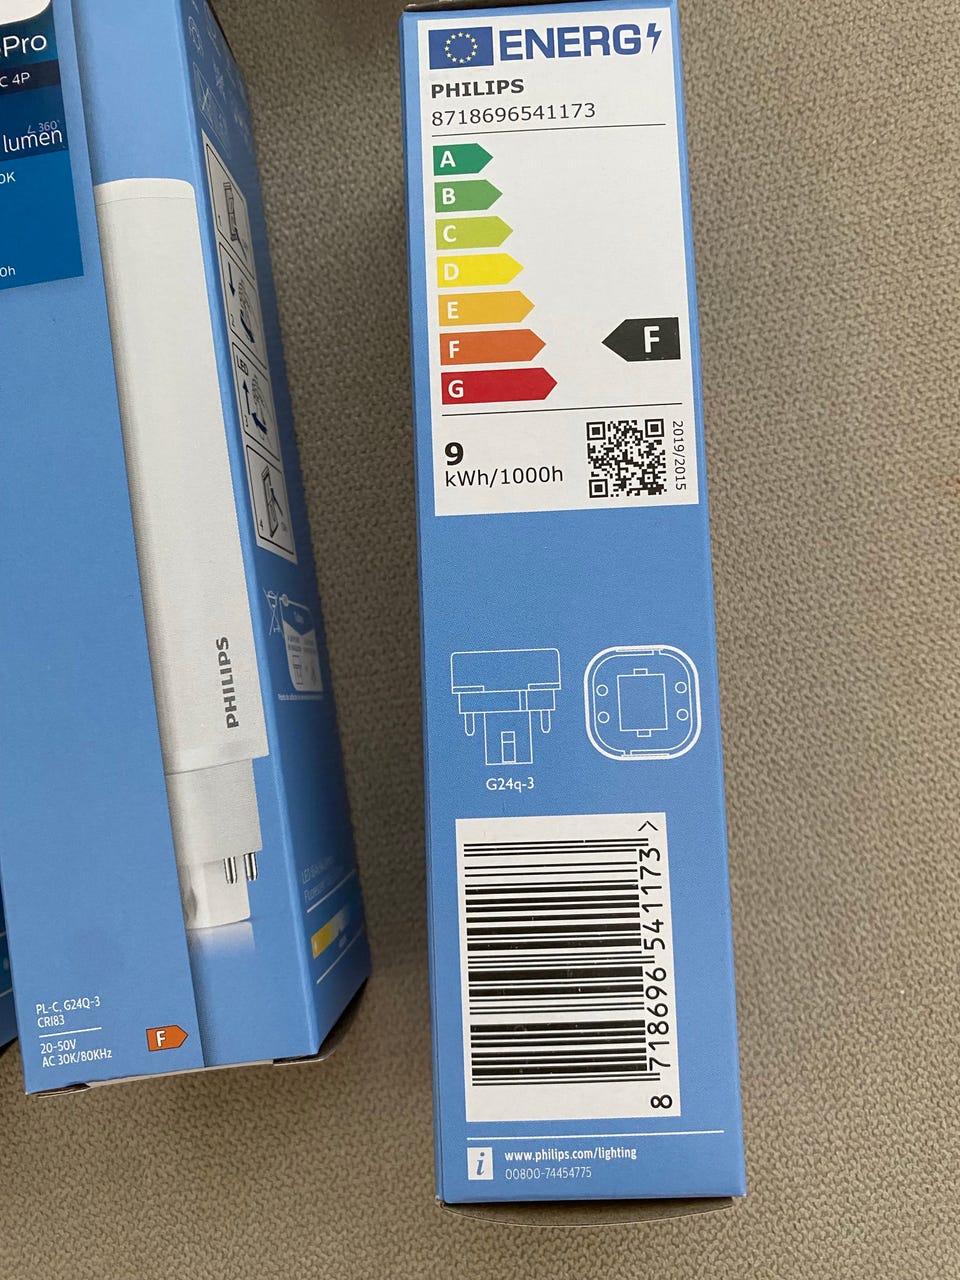 Pro
C 4P
∠ 360°
lumen
0K
0h
PHILIPS
LED
PL-C, G24Q-3
CRI83
20-50V
AC 30K/80KHz
F
ENERG
PHILIPS
8718696541173
A
B
C
D
E
F
G
F
9
kWh/1000h
2019/2015
G24q-3
8 718696 541173 >
i
www.philips.com/lighting
00800-74454775